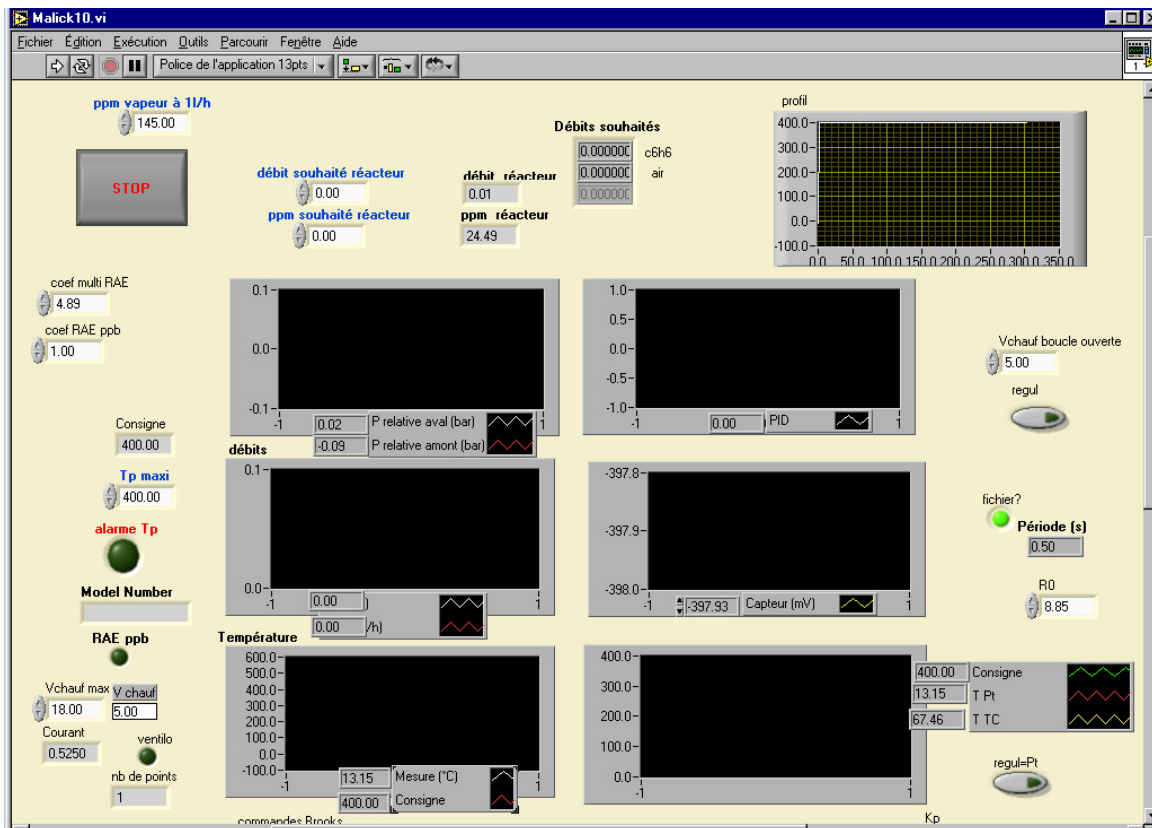 Malick10.vi
Fichier Édition Exécution Outils Parcourir Fenêtre Aide
Police de l'application 13pts
1
ppm vapeur à 1l/h
145.00
STOP
débit souhaité réacteur
0.00
ppm souhaité réacteur
0.00
débit réacteur
0.01
ppm réacteur
24.49
Débits souhaités
0.00000 c6h6
0.00000 air
0.00000
profil
400.0
300.0
200.0
100.0
0.0
-100.0
0.0 50.0 100.0 150.0 200.0 250.0 300.0 350.0
coef multi RAE
4.89
coef RAE ppb
1.00
0.1
0.0
-0.1
-1 1
0.02 P relative aval (bar)
-0.09 P relative amont (bar)
1.0
0.5
0.0
-0.5
-1.0
-1 1
0.00 PID
Vchauf boucle ouverte
5.00
regul
Consigne
400.00
Tp maxi
400.00
alarme Tp
Model Number
RAE ppb
débits
0.1
0.0
-1 1
0.00 )
0.00 /h)
-397.8
-397.9
-398.0
-1 1
-397.93 Capteur (mV)
fichier?
Période (s)
0.50
R0
8.85
Vchauf max V chauf
18.00 5.00
Courant
0.5250
ventilo
nb de points
1
Température
600.0
500.0
400.0
300.0
200.0
100.0
0.0
-100.0
-1 1
13.15 Mesure (°C)
400.00 Consigne
400.0
300.0
200.0
100.0
0.0
-1 1
400.00 Consigne
13.15 T Pt
67.46 T TC
regul=Pt
commandes Brooks
Kp